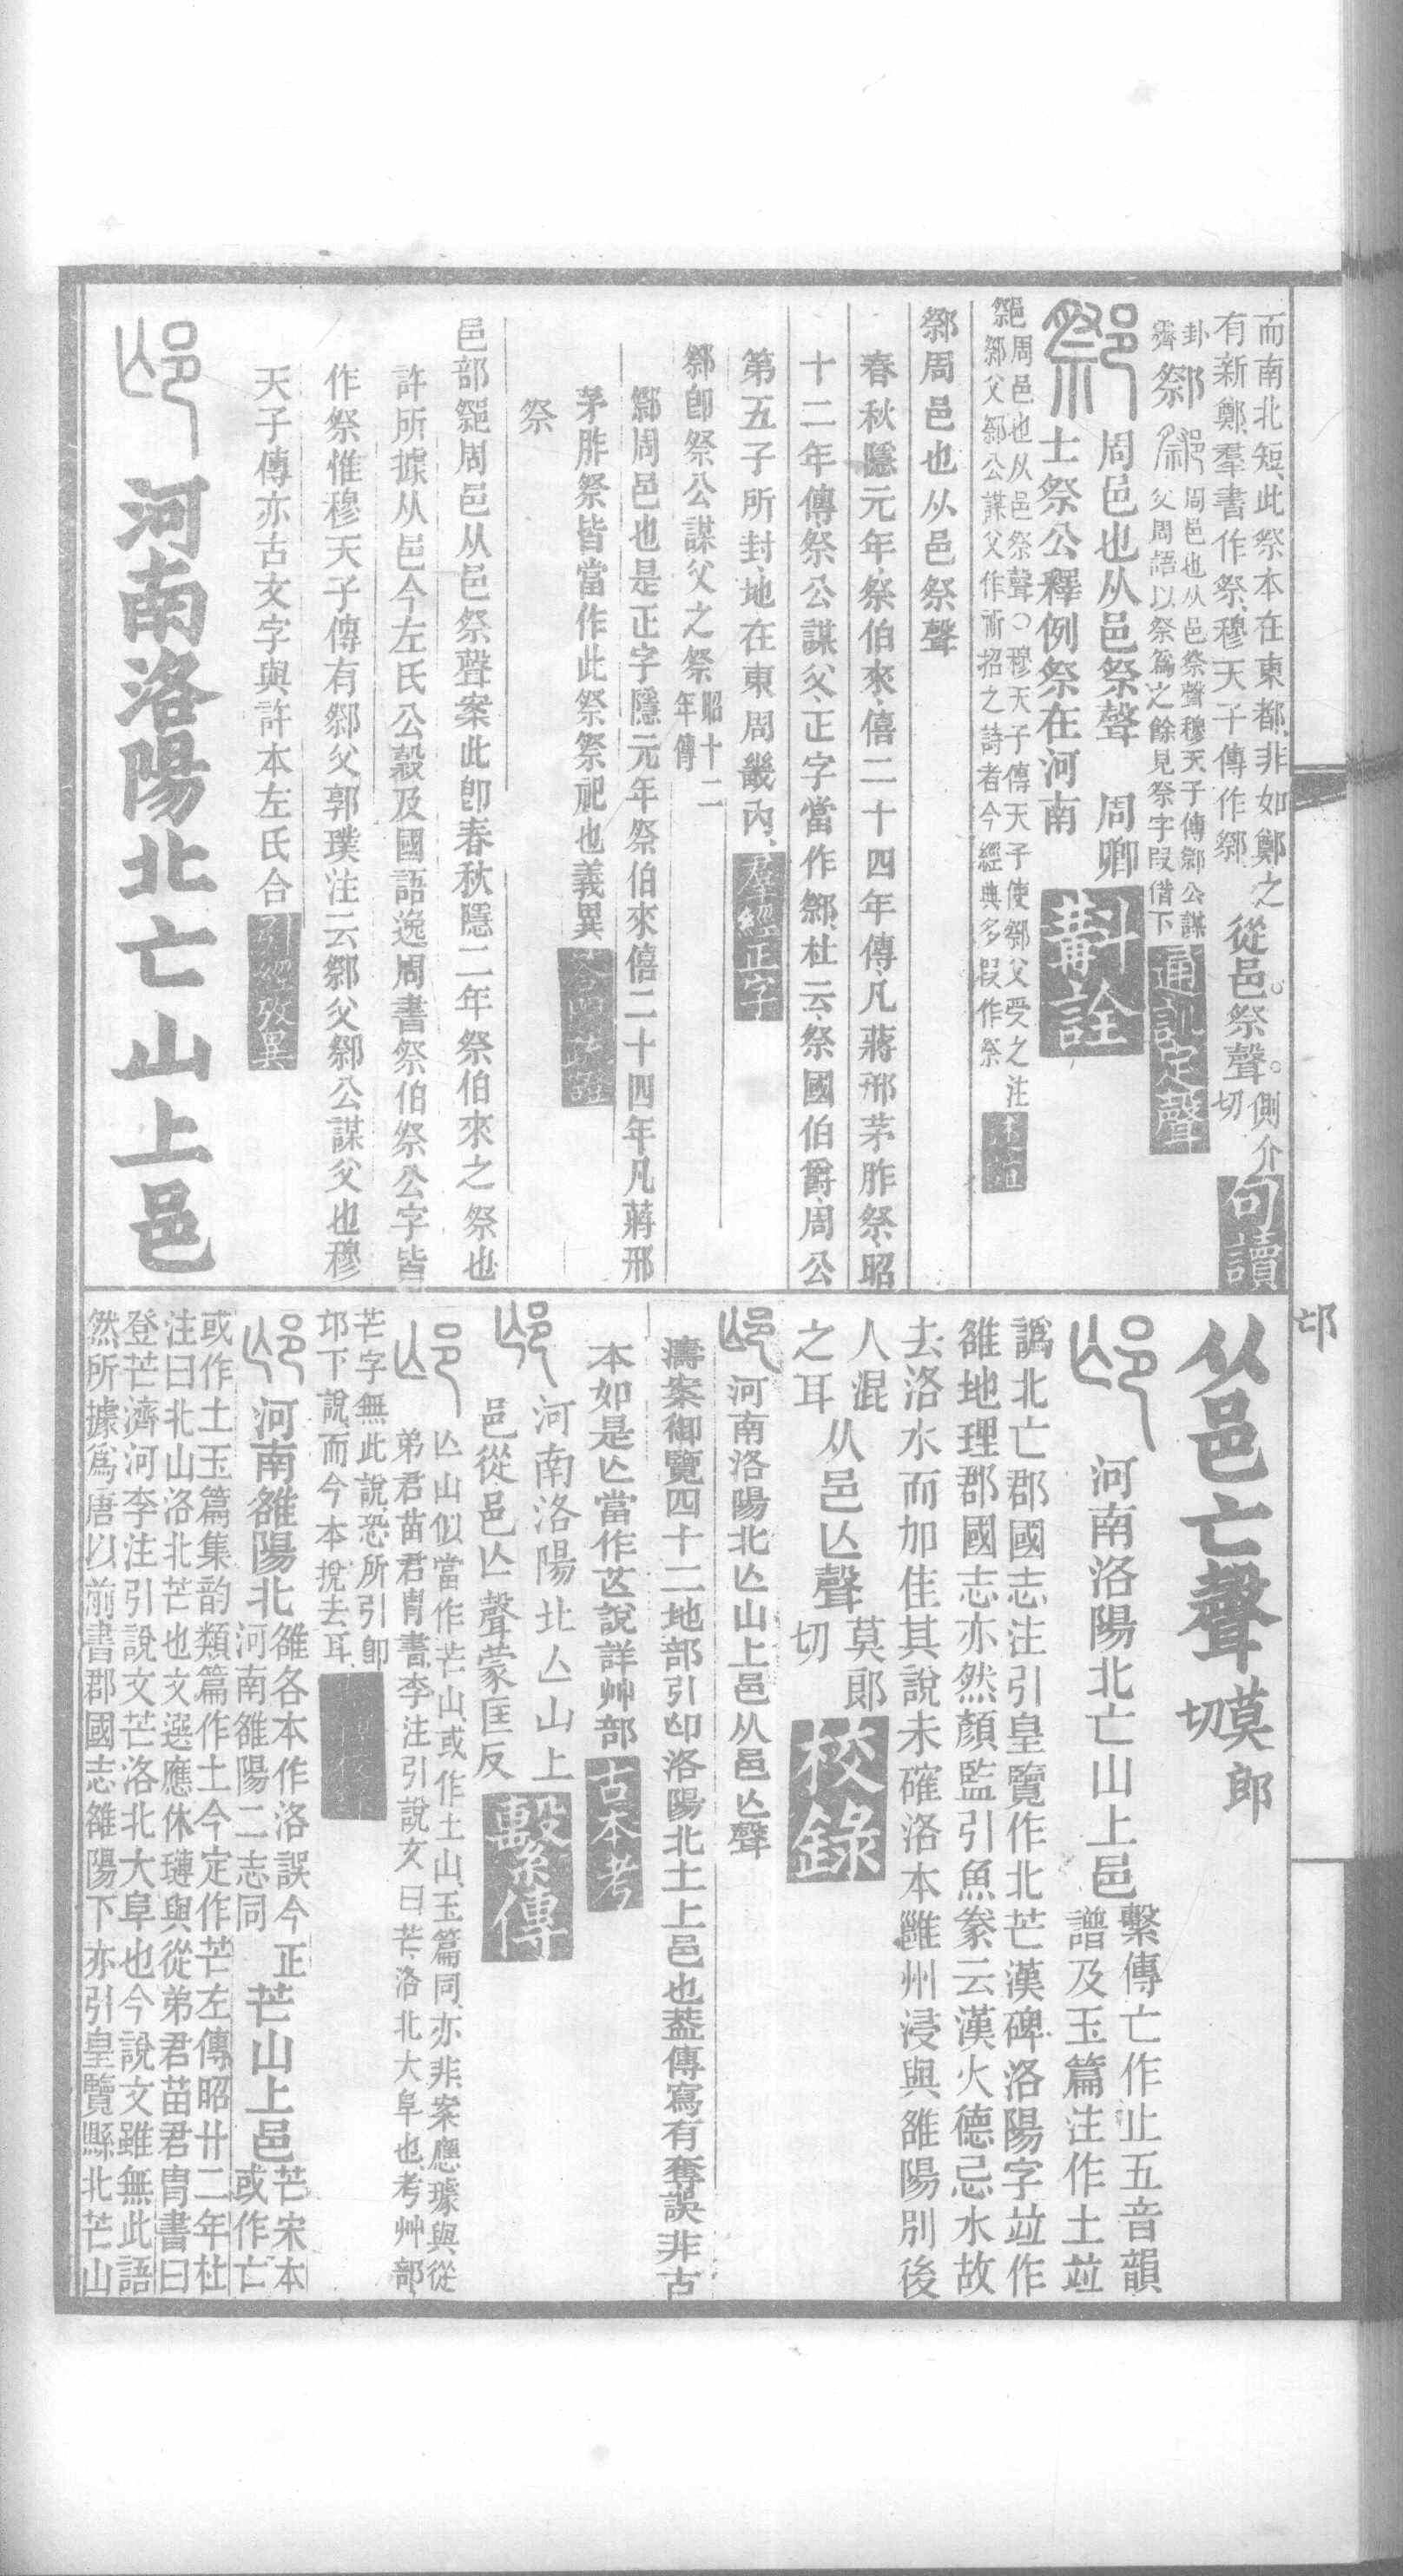 而南北短此祭本在東都非如鄭之
有新鄭羣書作祭穆天子傳作鄒
從邑祭聲側介切
句讀
卦
周邑也从邑祭聲穆天子傳鄒公謀
父周語以祭爲之餘見祭字叚借下
通訓定聲
周邑也从邑祭聲 周卿
士祭公釋例祭在河南
斠詮
周邑也从邑祭聲○穆天子傳天子使鄒父受之注
鄒父鄒公謀父作祈招之詩者今經典多叚作祭
鄒周邑也从邑祭聲
春秋隱元年祭伯來僖二十四年傳凡蔣邢茅胙祭昭
十二年傳祭公謀父正字當作鄒杜云祭國伯爵周公
第五子所封地在東周畿內
羣經正字
鄒卽祭公謀父之祭昭十二年傳
鄒周邑也是正字隱元年祭伯來僖二十四年凡蔣邢
茅胙祭皆當作此祭祭祀也義異
祭
邑部鄒周邑从邑祭聲案此卽春秋隱二年祭伯來之祭也
許所據从邑今左氏公穀及國語逸周書祭伯祭公字皆
作祭惟穆天子傳有鄒父郭璞注云鄒父鄒公謀父也穆
天子傳亦古文字與許本左氏合
引經攷異
河南洛陽北亡山上邑
邙
从邑亡聲莫郎切
河南洛陽北亡山上邑
繫傳亡作止五音韻
譜及玉篇注作土竝
譌北亡郡國志注引皇覽作北芒漢碑洛陽字竝作
雒地理郡國志亦然顏監引魚豢云漢火德忌水故
去洛水而加隹其說未確洛本雝州浸與雒陽別後
人混
之耳
从邑亾聲莫郎切
校錄
河南洛陽北亾山上邑从邑亾聲
濤案御覽四十二地部引邙洛陽北土上邑也蓋傳寫有奪誤非古
本如是亾當作芒說詳艸部
古本考
河南洛陽北亾山上
邑從邑亾聲蒙匡反
繫傳
亾山似當作芒山或作土山玉篇同亦非案應璩與從
弟君苗君冑書李注引說文曰芒洛北大阜也考艸部
芒字無此說恐所引卽
邙下說而今本挩去耳
河南雒陽北
雒各本作洛誤今正
河南雒陽二志同
芒山上邑
芒宋本
或作亡
或作土玉篇集韵類篇作土今定作芒左傳昭廿二年杜
注曰北山洛北芒也文選應休璉與從弟君苗君冑書曰
登芒濟河李注引說文芒洛北大阜也今說文雖無此語
然所據爲唐以前書郡國志雒陽下亦引皇覽縣北芒山